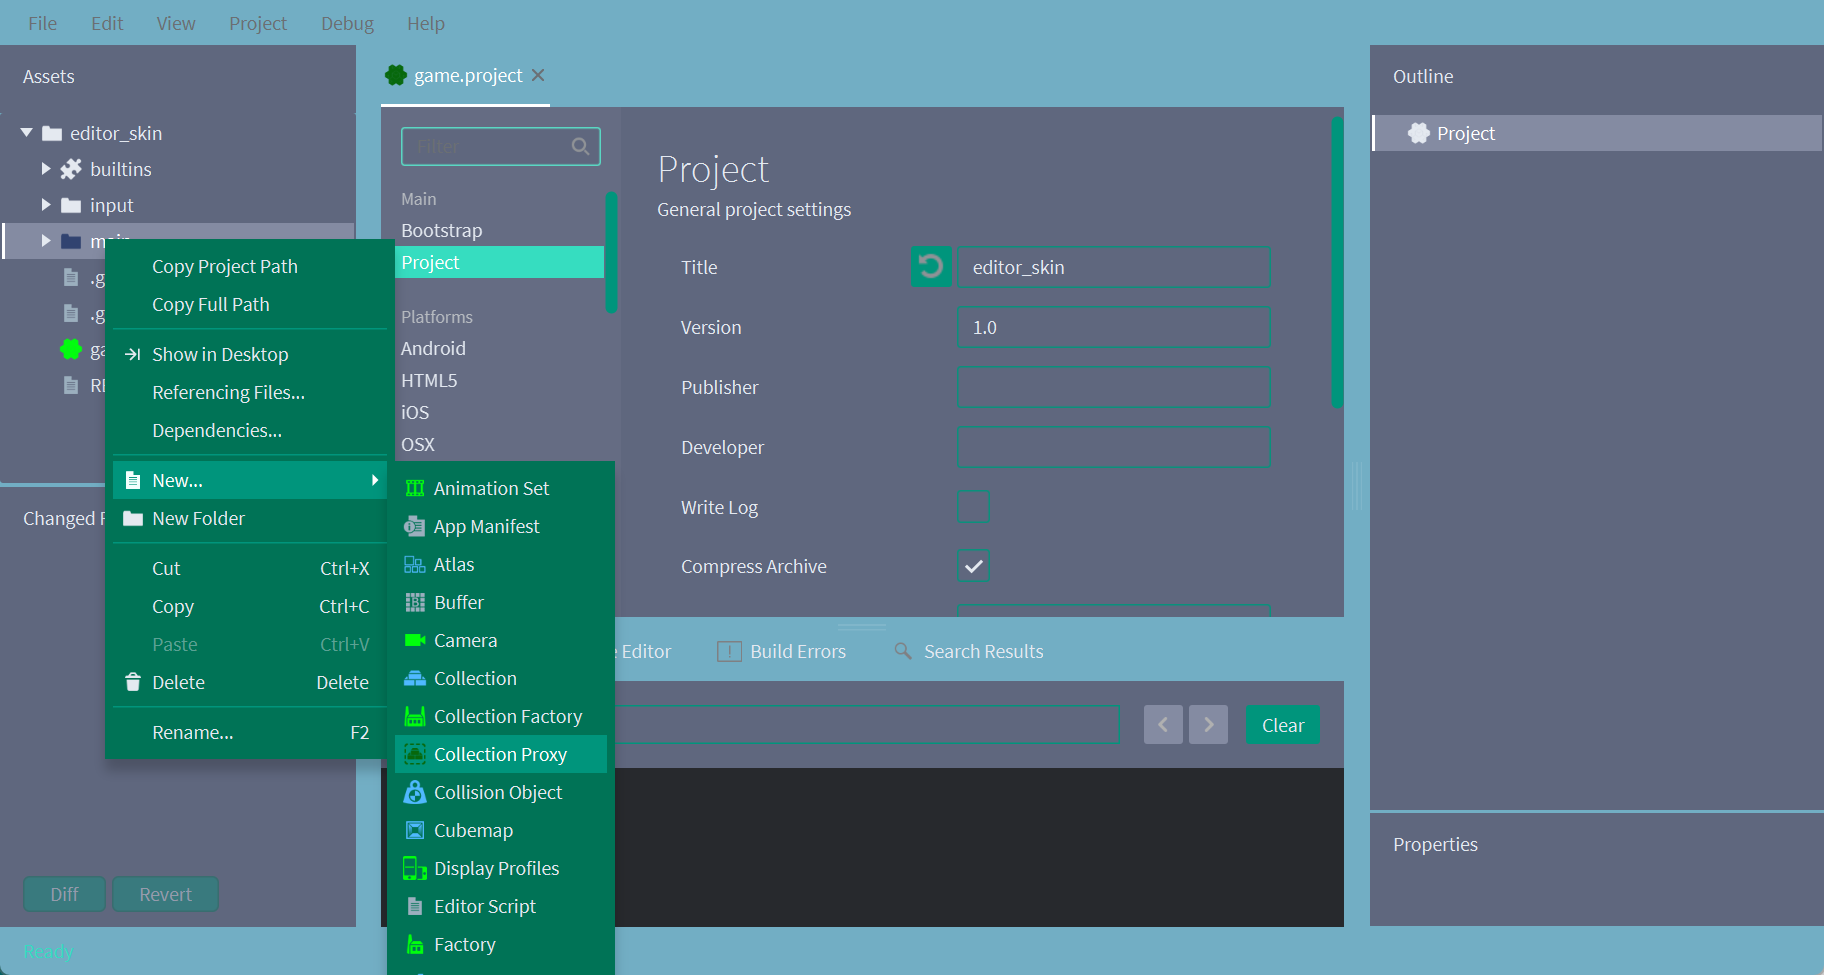 File Edit View Project Debug Help
Assets
editor_skin
builtins
input
Copy Project Path
Copy Full Path
Show in Desktop
Referencing Files...
Dependencies...
New...
New Folder
Cut Ctrl+X
Copy Ctrl+C
Paste Ctrl+V
Delete Delete
Rename... F2
Animation Set
App Manifest
Atlas
Buffer
Camera
Collection
Collection Factory
Collection Proxy
Collision Object
Cubemap
Display Profiles
Editor Script
Factory
Changed
Diff Revert
Ready
game.project
Filter
Main
Bootstrap
Project
Platforms
Android
HTML5
iOS
OSX
Project
General project settings
Title editor_skin
Version 1.0
Publisher
Developer
Write Log
Compress Archive
Editor Build Errors Search Results
Clear
Outline
Project
Properties